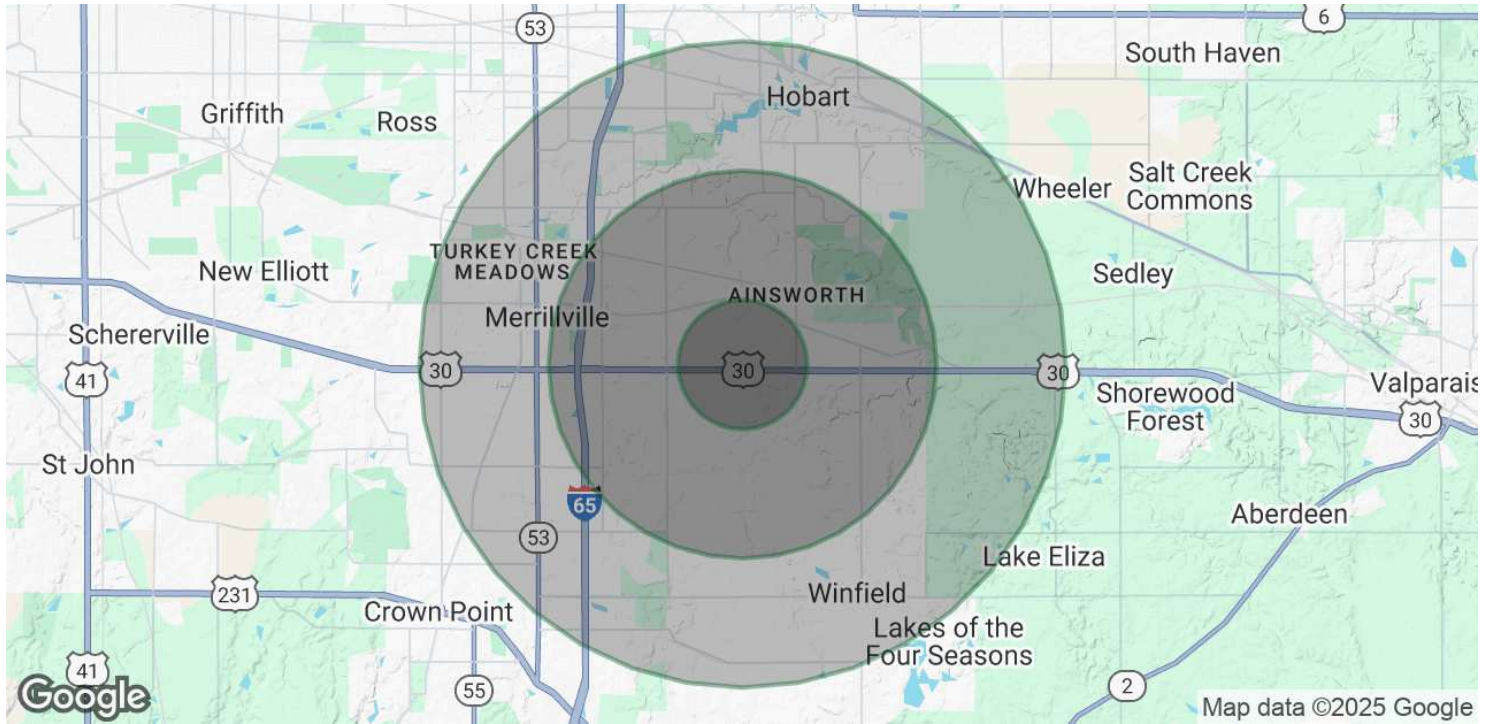 6
53
South Haven
Hobart
Griffith
Ross
Salt Creek
Commons
Wheeler
TURKEY CREEK
MEADOWS
New Elliott
Sedley
AINSWORTH
Merrillville
Schererville
41
30
30
30
Valparais
Shorewood
Forest
30
St John
65
Aberdeen
53
Lake Eliza
231
Winfield
Crown Point
Lakes of the
Four Seasons
41
55
2
Google
Map data ©2025 Google